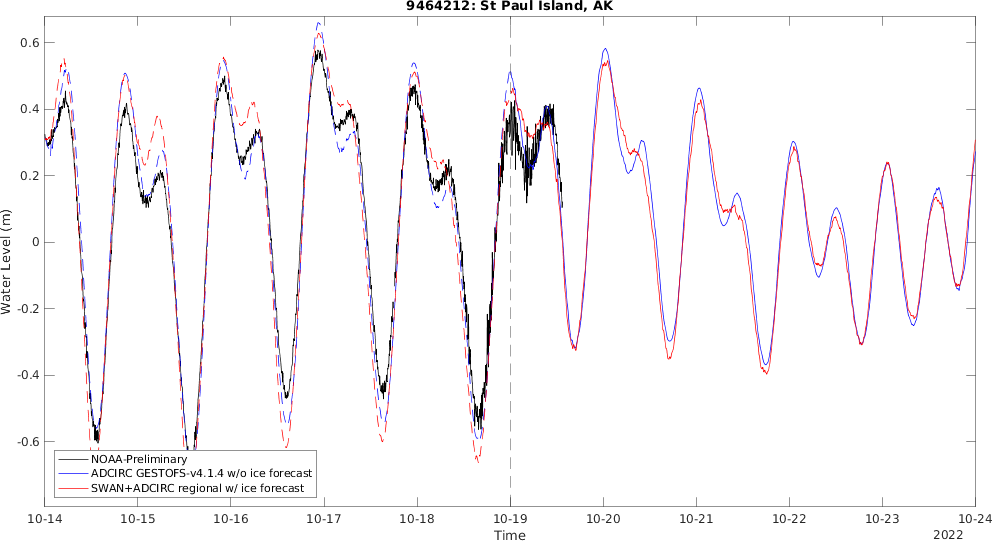 9464212: St Paul Island, AK
0.6
0.4
0.2
0
-0.2
-0.4
-0.6
Water Level (m)
NOAA-Preliminary
ADCIRC GESTOFS-v4.1.4 w/o ice forecast
SWAN+ADCIRC regional w/ ice forecast
10-14 10-15 10-16 10-17 10-18 10-19 10-20 10-21 10-22 10-23 10-24
Time
2022